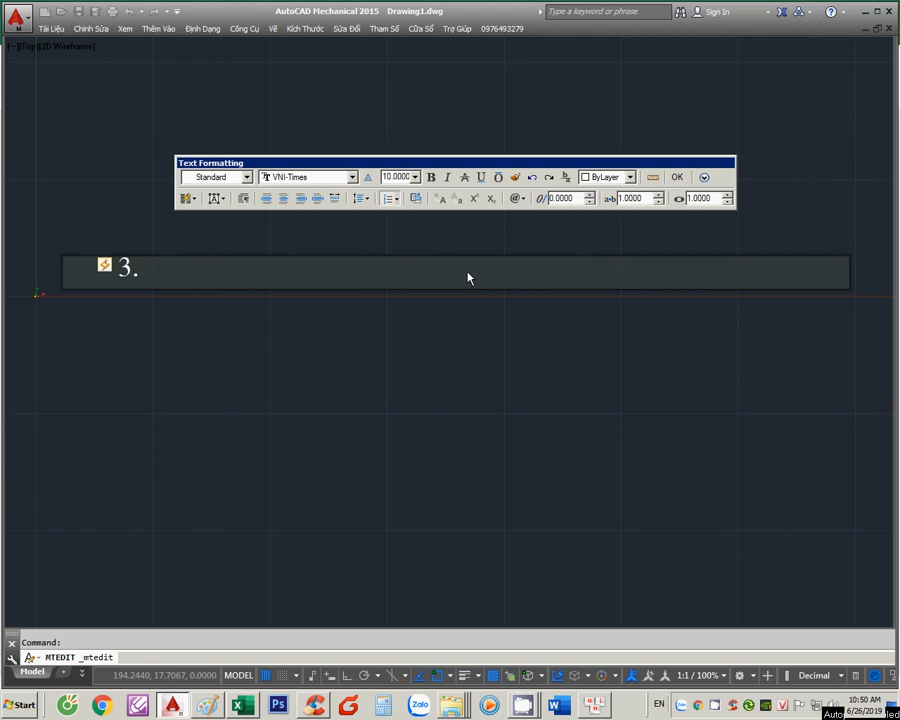 AutoCAD Mechanical 2015 Drawing1.dwg
Type a keyword or phrase
Sign In
Tài Liệu Chỉnh Sửa Xem Thêm Vào Định Dạng Công Cụ Vẽ Kích Thước Sửa Đổi Tham Số Cửa Sổ Trợ Giúp 0976493279
[−][Top][2D Wireframe]
Text Formatting
Standard VNI-Times 10.0000 B I A U O ByLayer OK
@ 0/ 0.0000 a•b 1.0000 1.0000
3.
Command:
MTEDIT _mtedit
Model 194.2440, 17.7067, 0.0000 MODEL 1:1 / 100% Decimal
Start EN 10:50 AM
6/26/2019